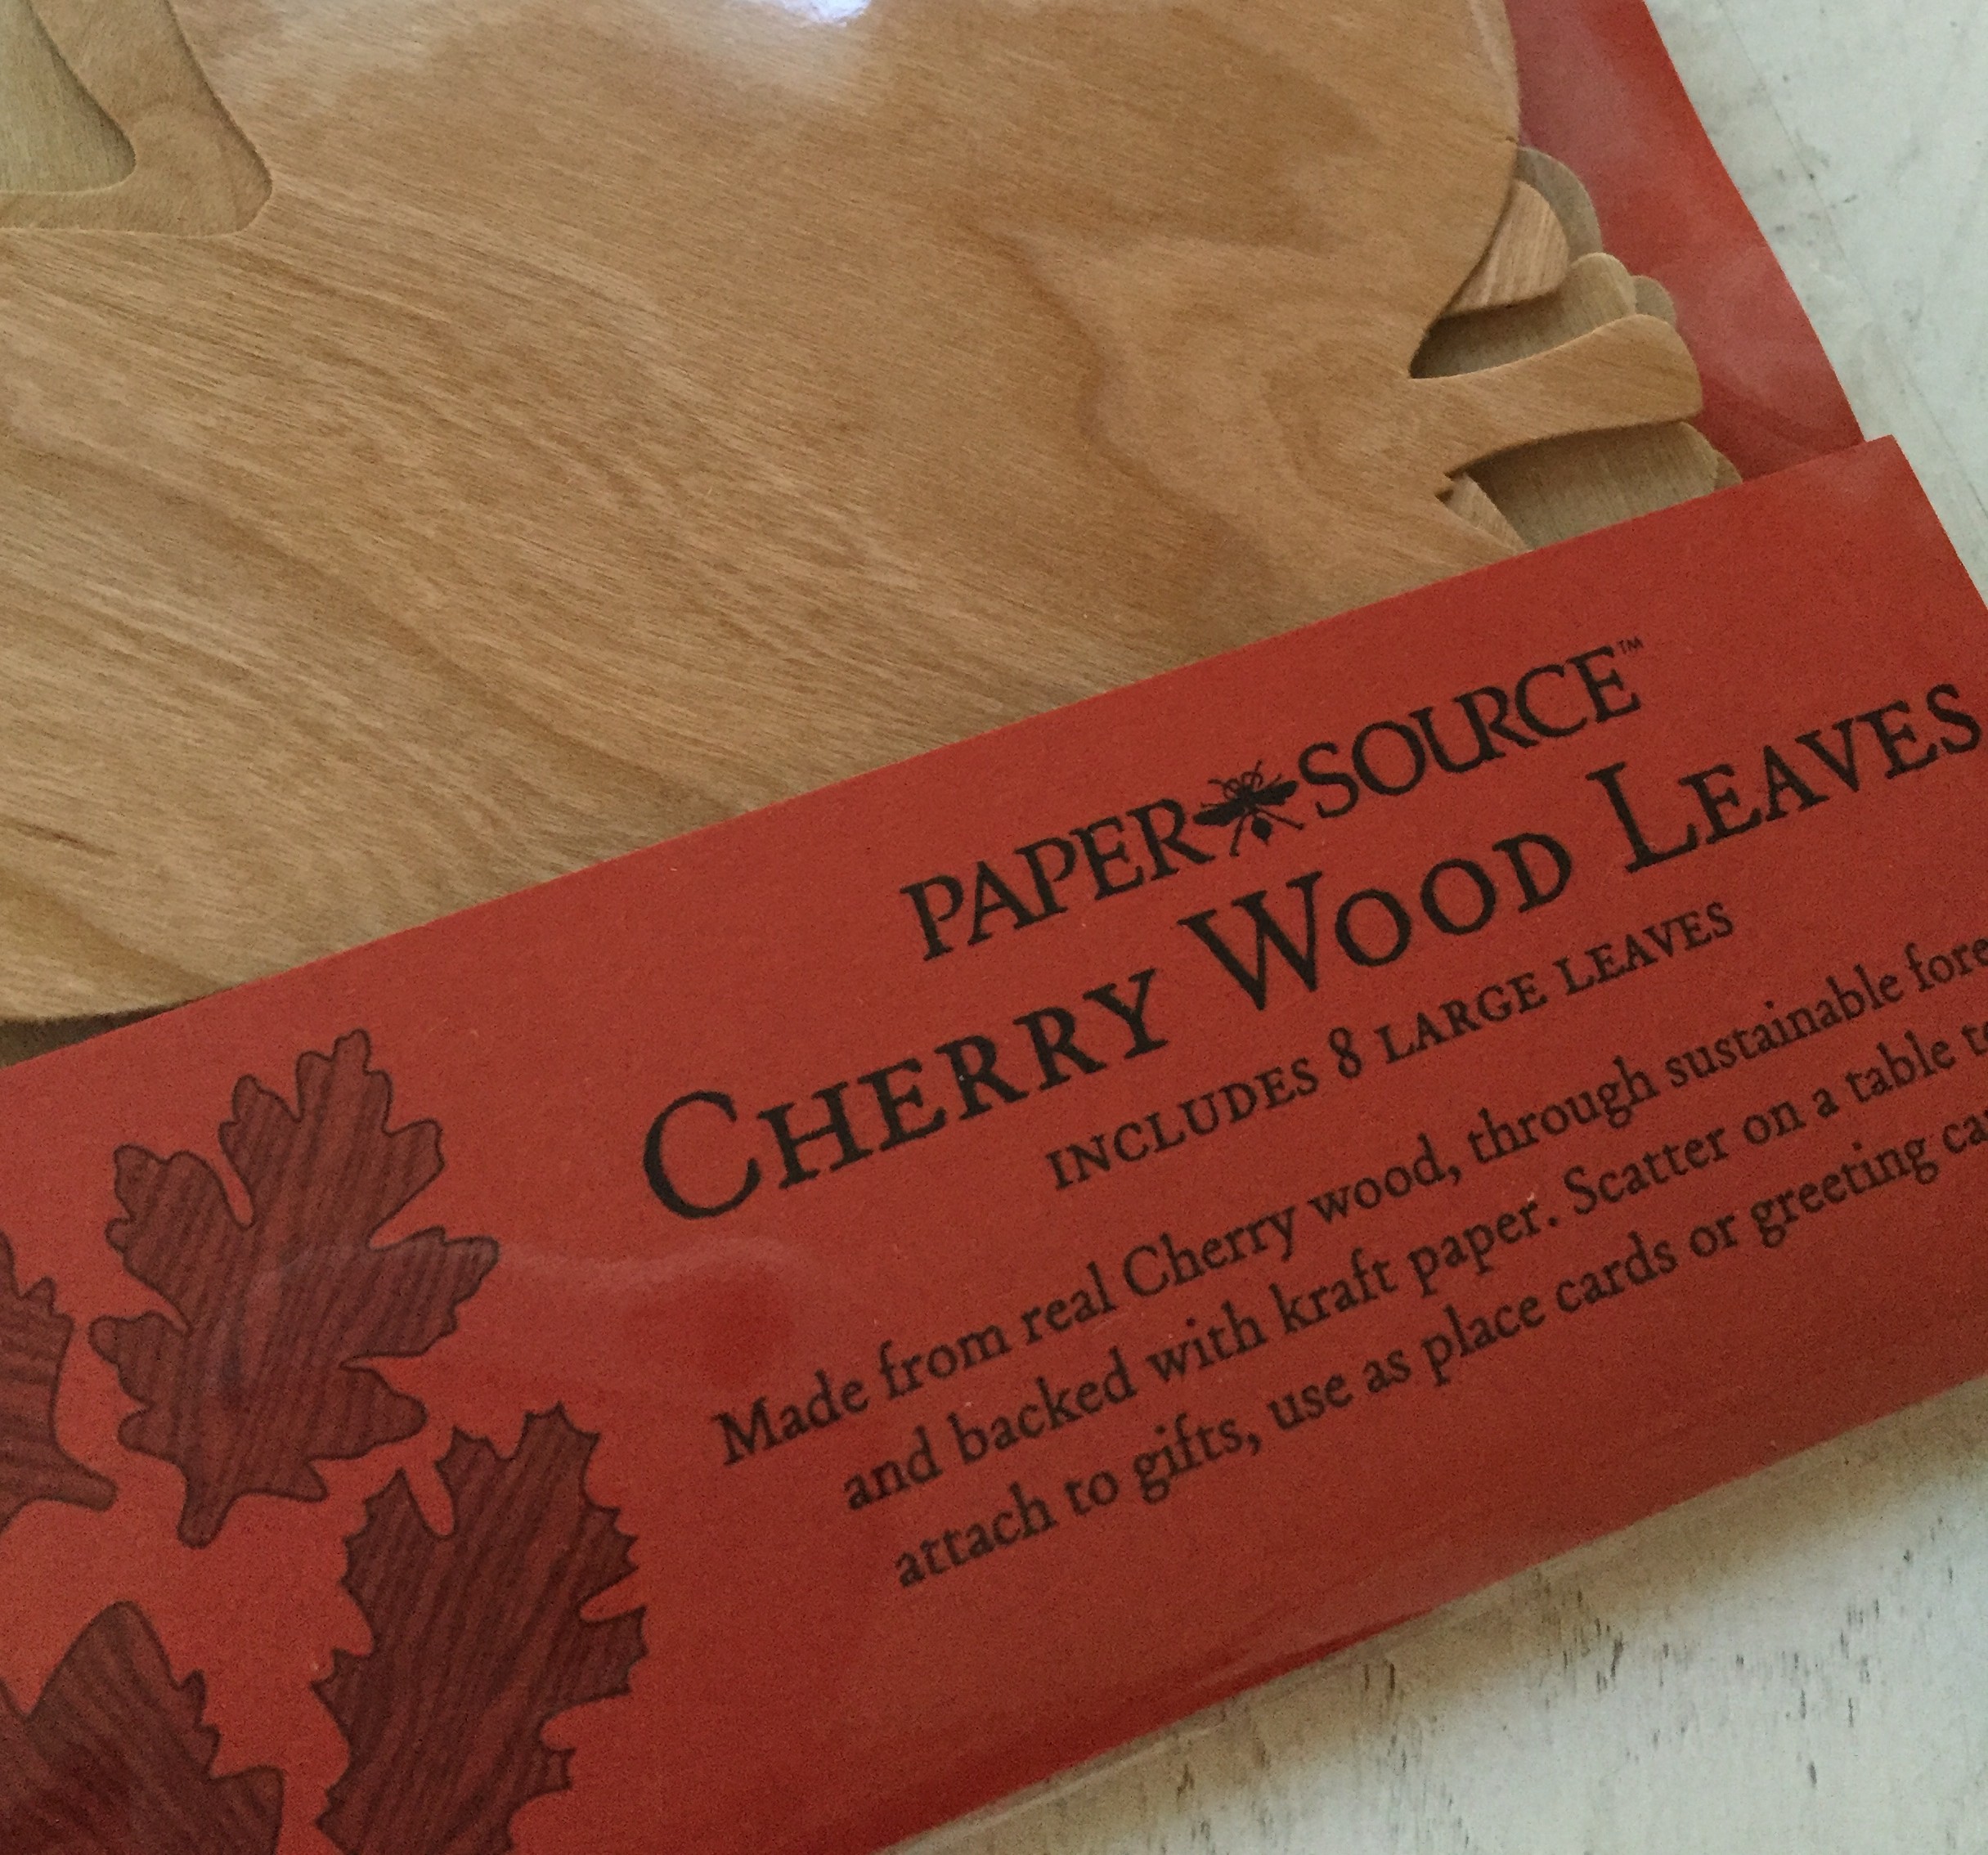 PAPER SOURCE™
CHERRY WOOD LEAVES
INCLUDES 8 LARGE LEAVES
Made from real Cherry wood, through sustainable
and backed with kraft paper. Scatter on a table
attach to gifts, use as place cards or greeting